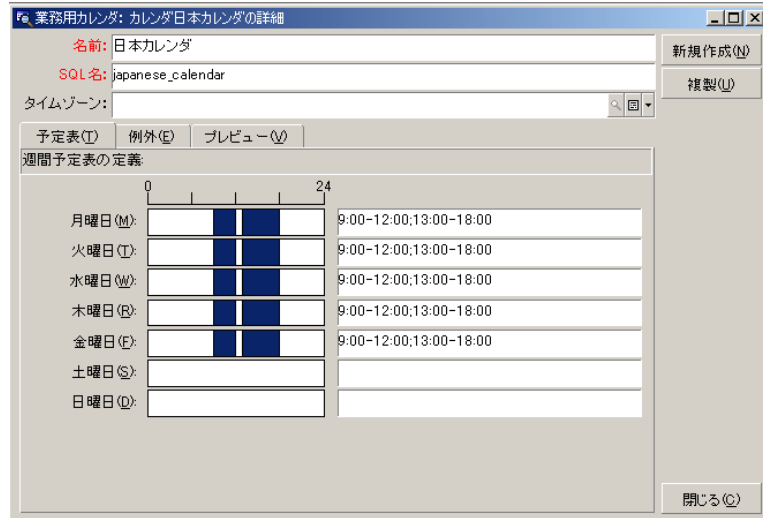 業務用カレンダ: カレンダ'日本カレンダ'の詳細
名前: 日本カレンダ
新規作成(N)
SQL名: japanese_calendar
複製(U)
タイムゾーン:
予定表(T) 例外(E) プレビュー(V)
週間予定表の定義:
0 24
月曜日(M): 9:00-12:00;13:00-18:00
火曜日(T): 9:00-12:00;13:00-18:00
水曜日(W): 9:00-12:00;13:00-18:00
木曜日(R): 9:00-12:00;13:00-18:00
金曜日(F): 9:00-12:00;13:00-18:00
土曜日(S):
日曜日(D):
閉じる(C)